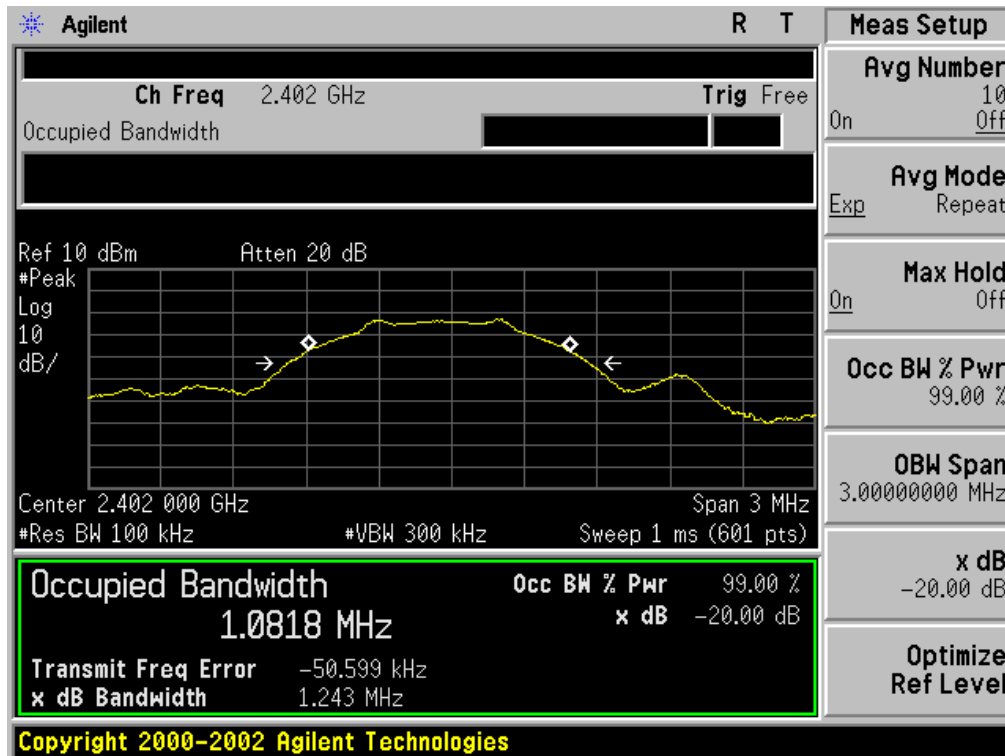 Agilent R T
Ch Freq 2.402 GHz Trig Free
Occupied Bandwidth
Ref 10 dBm Atten 20 dB
#Peak
Log
10
dB/
Center 2.402 000 GHz Span 3 MHz
#Res BW 100 kHz #VBW 300 kHz Sweep 1 ms (601 pts)
Occupied Bandwidth Occ BW % Pwr 99.00 %
1.0818 MHz x dB -20.00 dB
Transmit Freq Error -50.599 kHz
x dB Bandwidth 1.243 MHz
Copyright 2000-2002 Agilent Technologies
Meas Setup
Avg Number
10
On Off
Avg Mode
Exp Repeat
Max Hold
On Off
Occ BW % Pwr
99.00 %
OBW Span
3.00000000 MHz
x dB
-20.00 dB
Optimize
Ref Level